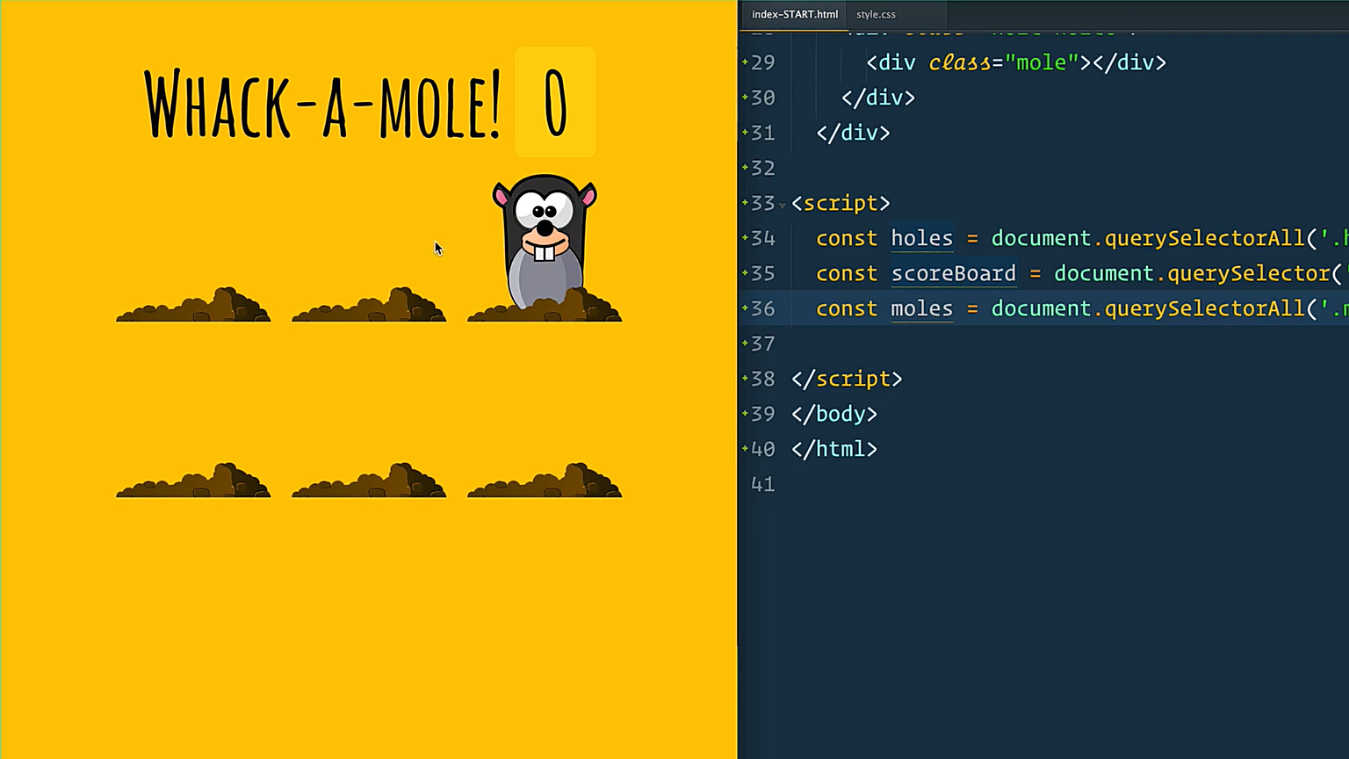 Whack-a-mole! 0
index-START.html style.css
29 <div class="mole"></div>
30 </div>
31 </div>
32
33 <script>
34 const holes = document.querySelectorAll('.h
35 const scoreBoard = document.querySelector('
36 const moles = document.querySelectorAll('.m
37
38 </script>
39 </body>
40 </html>
41